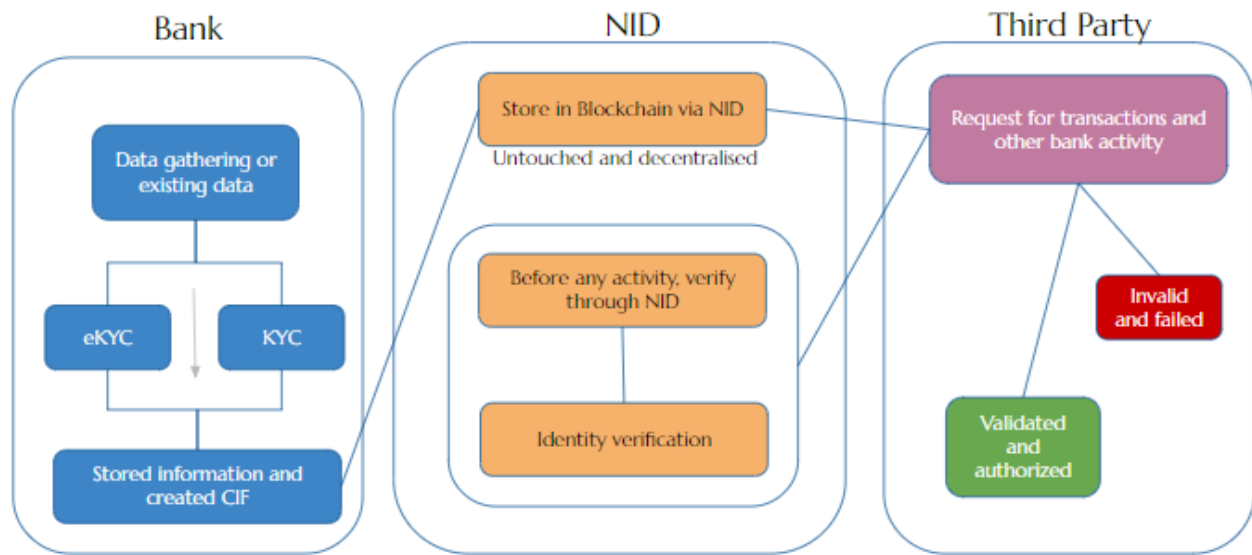 Bank
Data gathering or
existing data
eKYC
KYC
Stored information and
created CIF
NID
Store in Blockchain via NID
Untouched and decentralised
Before any activity, verify
through NID
Identity verification
Third Party
Request for transactions and
other bank activity
Invalid
and failed
Validated
and
authorized